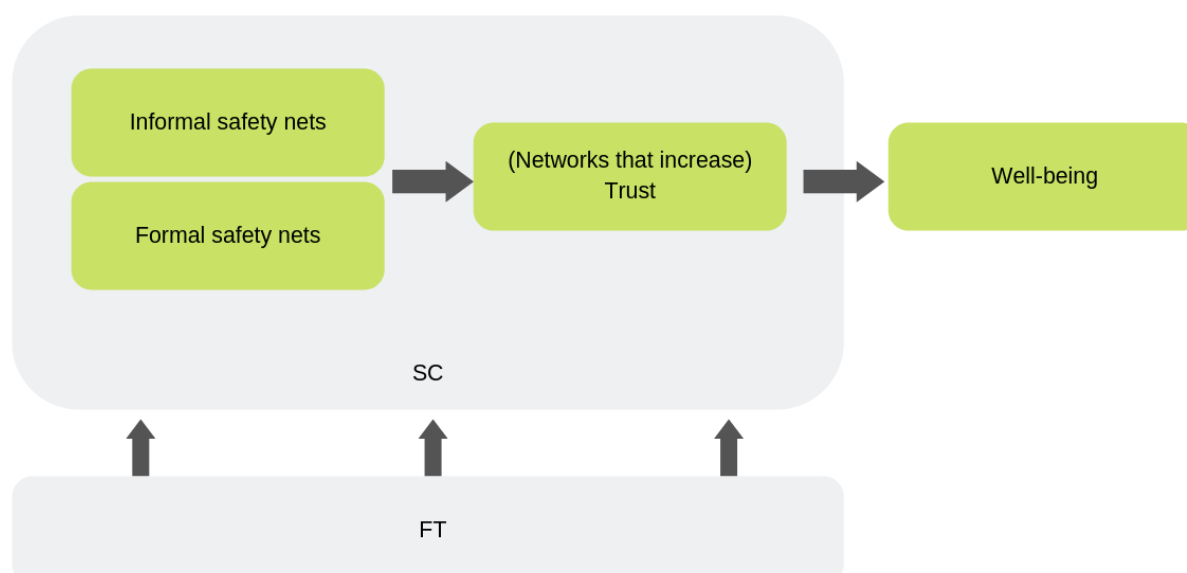 Informal safety nets
Formal safety nets
(Networks that increase)
Trust
Well-being
SC
FT